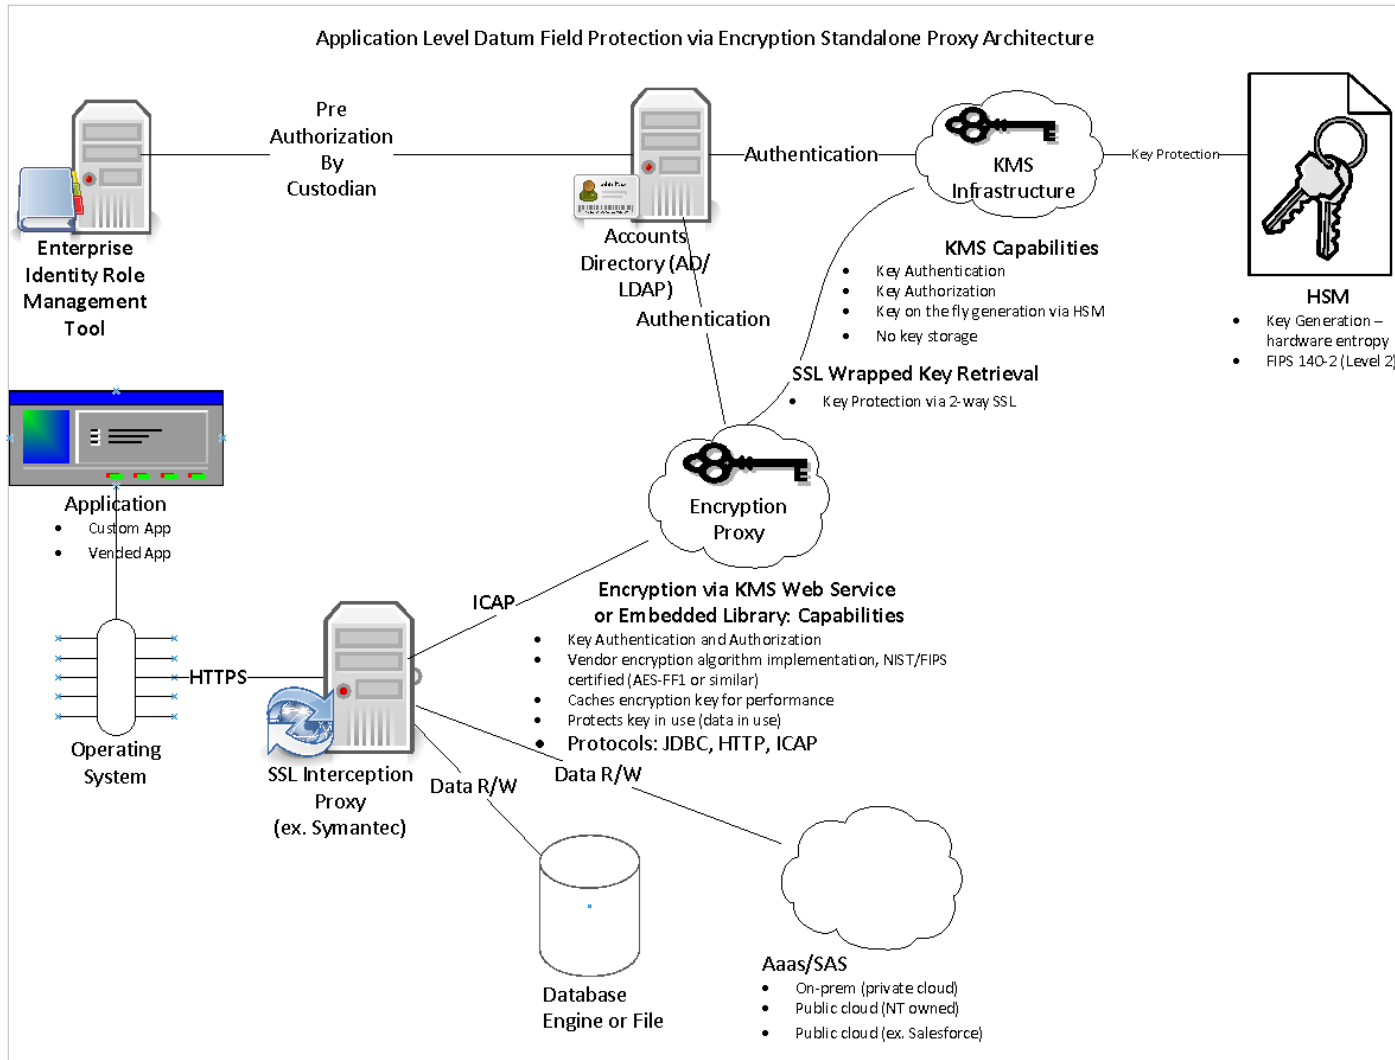 Application Level Datum Field Protection via Encryption Standalone Proxy Architecture
Pre
Authorization
By
Custodian
Authentication
KMS
Infrastructure
Key Protection
Enterprise
Identity Role
Management
Tool
Accounts
Directory (AD/
LDAP)
Authentication
KMS Capabilities
• Key Authentication
• Key Authorization
• Key on the fly generation via HSM
• No key storage
HSM
• Key Generation –
hardware entropy
• FIPS 140-2 (Level 2)
SSL Wrapped Key Retrieval
• Key Protection via 2-way SSL
Application
• Custom App
• Vended App
Encryption
Proxy
ICAP
Encryption via KMS Web Service
or Embedded Library: Capabilities
• Key Authentication and Authorization
• Vendor encryption algorithm implementation, NIST/FIPS
certified (AES-FF1 or similar)
• Caches encryption key for performance
• Protects key in use (data in use)
• Protocols: JDBC, HTTP, ICAP
HTTPS
Operating
System
SSL Interception
Proxy
(ex. Symantec)
Data R/W
Data R/W
Database
Engine or File
Aaas/SAS
• On-prem (private cloud)
• Public cloud (NT owned)
• Public cloud (ex. Salesforce)